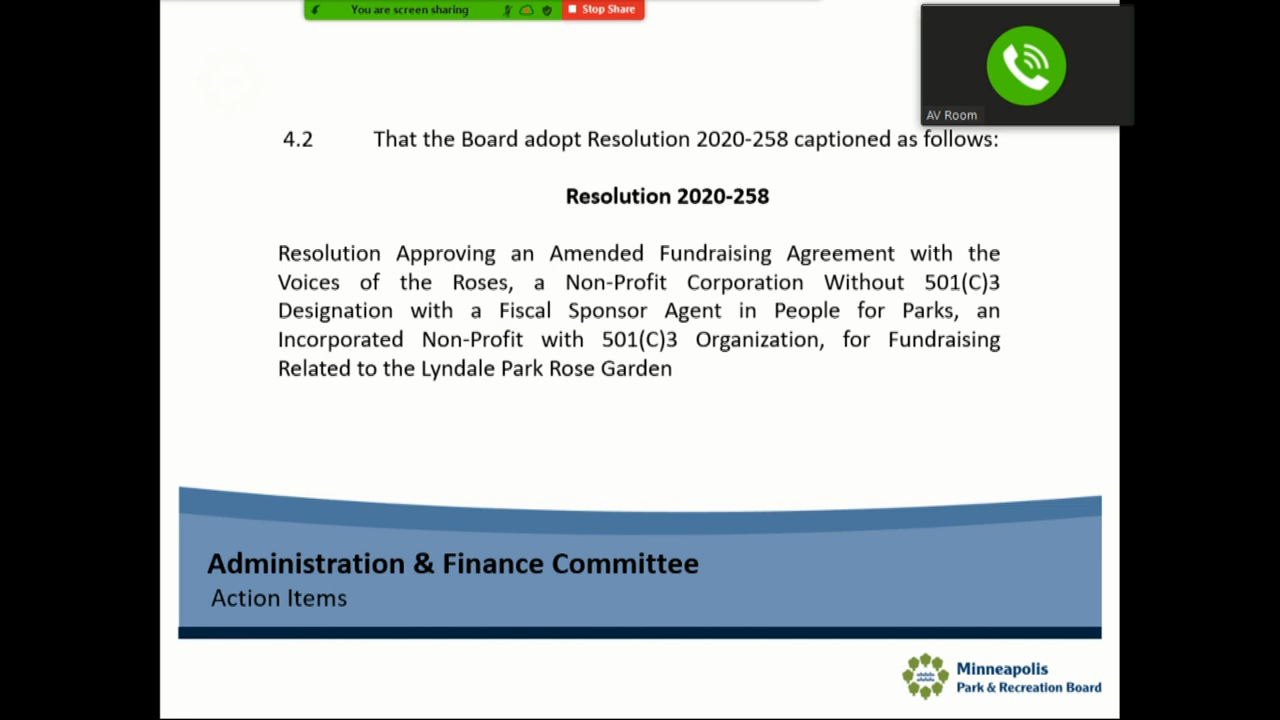 You are screen sharing
Stop Share
AV Room
4.2 That the Board adopt Resolution 2020-258 captioned as follows:
Resolution 2020-258
Resolution Approving an Amended Fundraising Agreement with the
Voices of the Roses, a Non-Profit Corporation Without 501(C)3
Designation with a Fiscal Sponsor Agent in People for Parks, an
Incorporated Non-Profit with 501(C)3 Organization, for Fundraising
Related to the Lyndale Park Rose Garden
Administration & Finance Committee
Action Items
Minneapolis
Park & Recreation Board